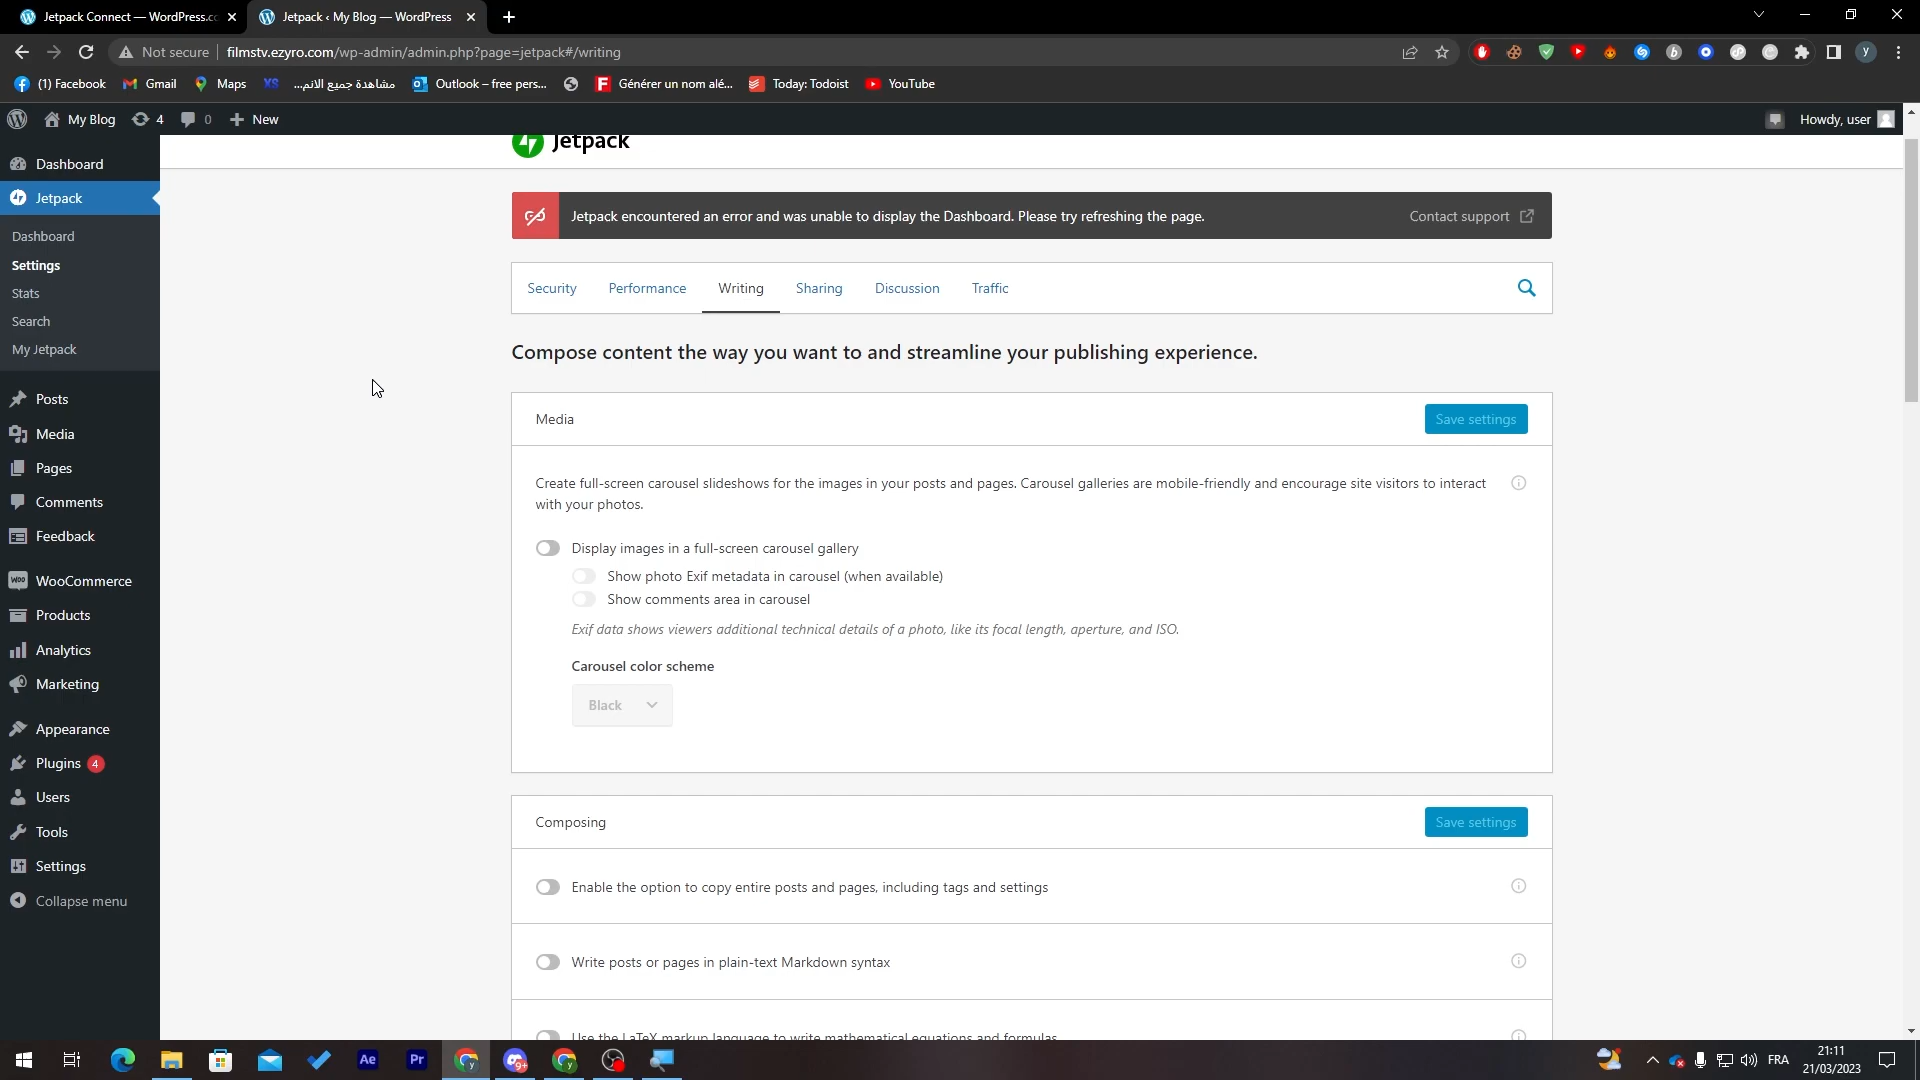 Jetpack Connect — WordPress.cc
Jetpack ‹ My Blog — WordPress
Not secure
filmstv.ezyro.com/wp-admin/admin.php?page=jetpack#/writing
(1) Facebook
Gmail
Maps
XS
مشاهدة جميع الانم...
Outlook – free pers...
Générer un nom alé...
Today: Todoist
YouTube
My Blog
4
0
New
Howdy, user
Jetpack
Dashboard
Jetpack
Dashboard
Settings
Stats
Search
My Jetpack
Posts
Media
Pages
Comments
Feedback
WooCommerce
Products
Analytics
Marketing
Appearance
Plugins 4
Users
Tools
Settings
Collapse menu
Jetpack encountered an error and was unable to display the Dashboard. Please try refreshing the page.
Contact support
Security
Performance
Writing
Sharing
Discussion
Traffic
Compose content the way you want to and streamline your publishing experience.
Media
Save settings
Create full-screen carousel slideshows for the images in your posts and pages. Carousel galleries are mobile-friendly and encourage site visitors to interact
with your photos.
Display images in a full-screen carousel gallery
Show photo Exif metadata in carousel (when available)
Show comments area in carousel
Exif data shows viewers additional technical details of a photo, like its focal length, aperture, and ISO.
Carousel color scheme
Black
Composing
Save settings
Enable the option to copy entire posts and pages, including tags and settings
Write posts or pages in plain-text Markdown syntax
Use the LaTeX markup language to write mathematical equations and formulas
Ae
Pr
9+
FRA
21:11
21/03/2023